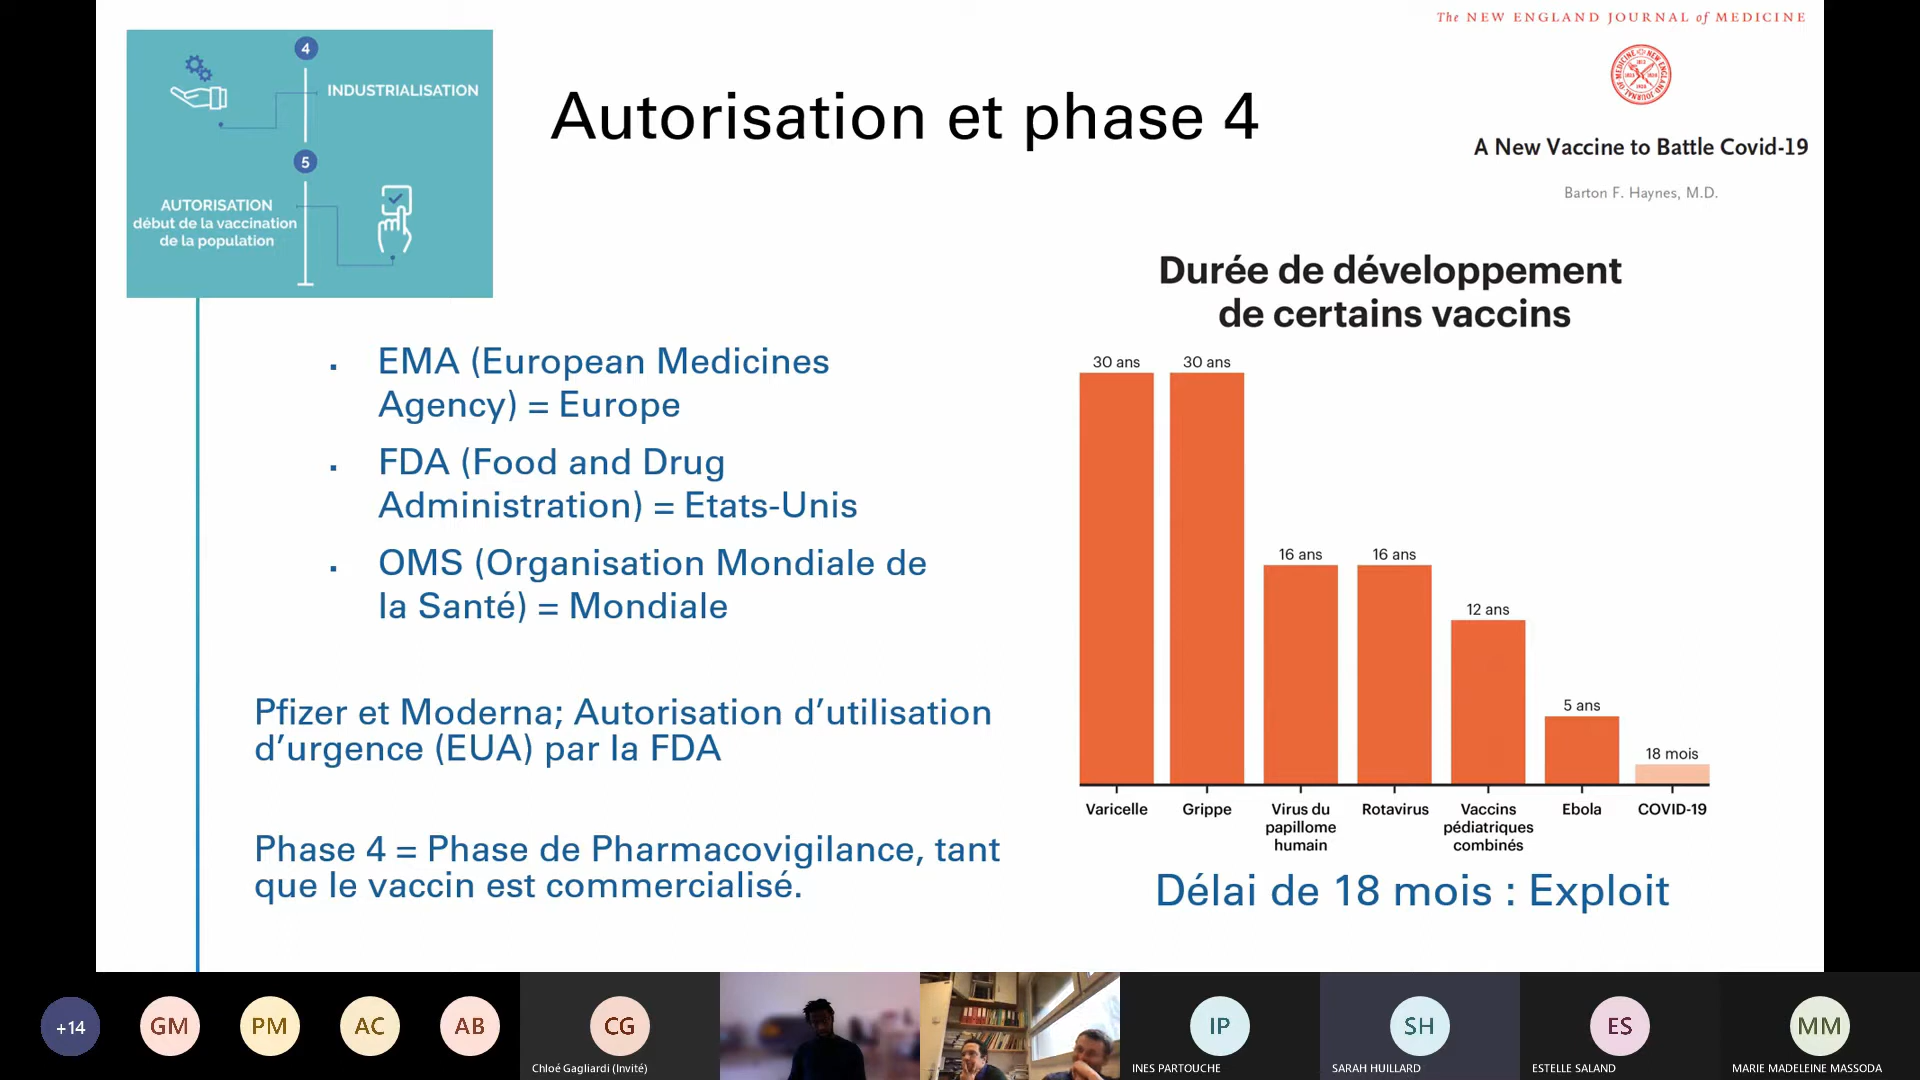 The NEW ENGLAND JOURNAL of MEDICINE
A New Vaccine to Battle Covid-19
Barton F. Haynes, M.D.
4
INDUSTRIALISATION
5
AUTORISATION
début de la vaccination
de la population
Autorisation et phase 4
EMA (European Medicines
Agency) = Europe
FDA (Food and Drug
Administration) = Etats-Unis
OMS (Organisation Mondiale de
la Santé) = Mondiale
Pfizer et Moderna; Autorisation d’utilisation
d’urgence (EUA) par la FDA
Phase 4 = Phase de Pharmacovigilance, tant
que le vaccin est commercialisé.
Durée de développement
de certains vaccins
30 ans
30 ans
16 ans
16 ans
12 ans
5 ans
18 mois
Varicelle
Grippe
Virus du
papillome
humain
Rotavirus
Vaccins
pédiatriques
combinés
Ebola
COVID-19
Délai de 18 mois : Exploit
+14
GM
PM
AC
AB
CG
Chloé Gagliardi (Invité)
IP
INES PARTOUCHE
SH
SARAH HUILLARD
ES
ESTELLE SALAND
MM
MARIE MADELEINE MASSODA